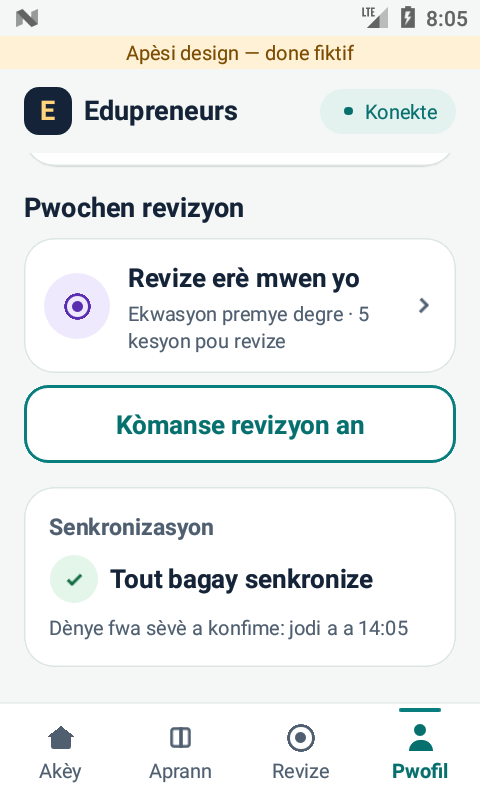 LTE 8:05
Apèsi design — done fiktif
E Edupreneurs
Konekte
Pwochen revizyon
Revize erè mwen yo
Ekwasyon premye degre · 5
kesyon pou revize
Kòmanse revizyon an
Senkronizasyon
Tout bagay senkronize
Dènye fwa sèvè a konfime: jodi a a 14:05
Akèy
Aprann
Revize
Pwofil